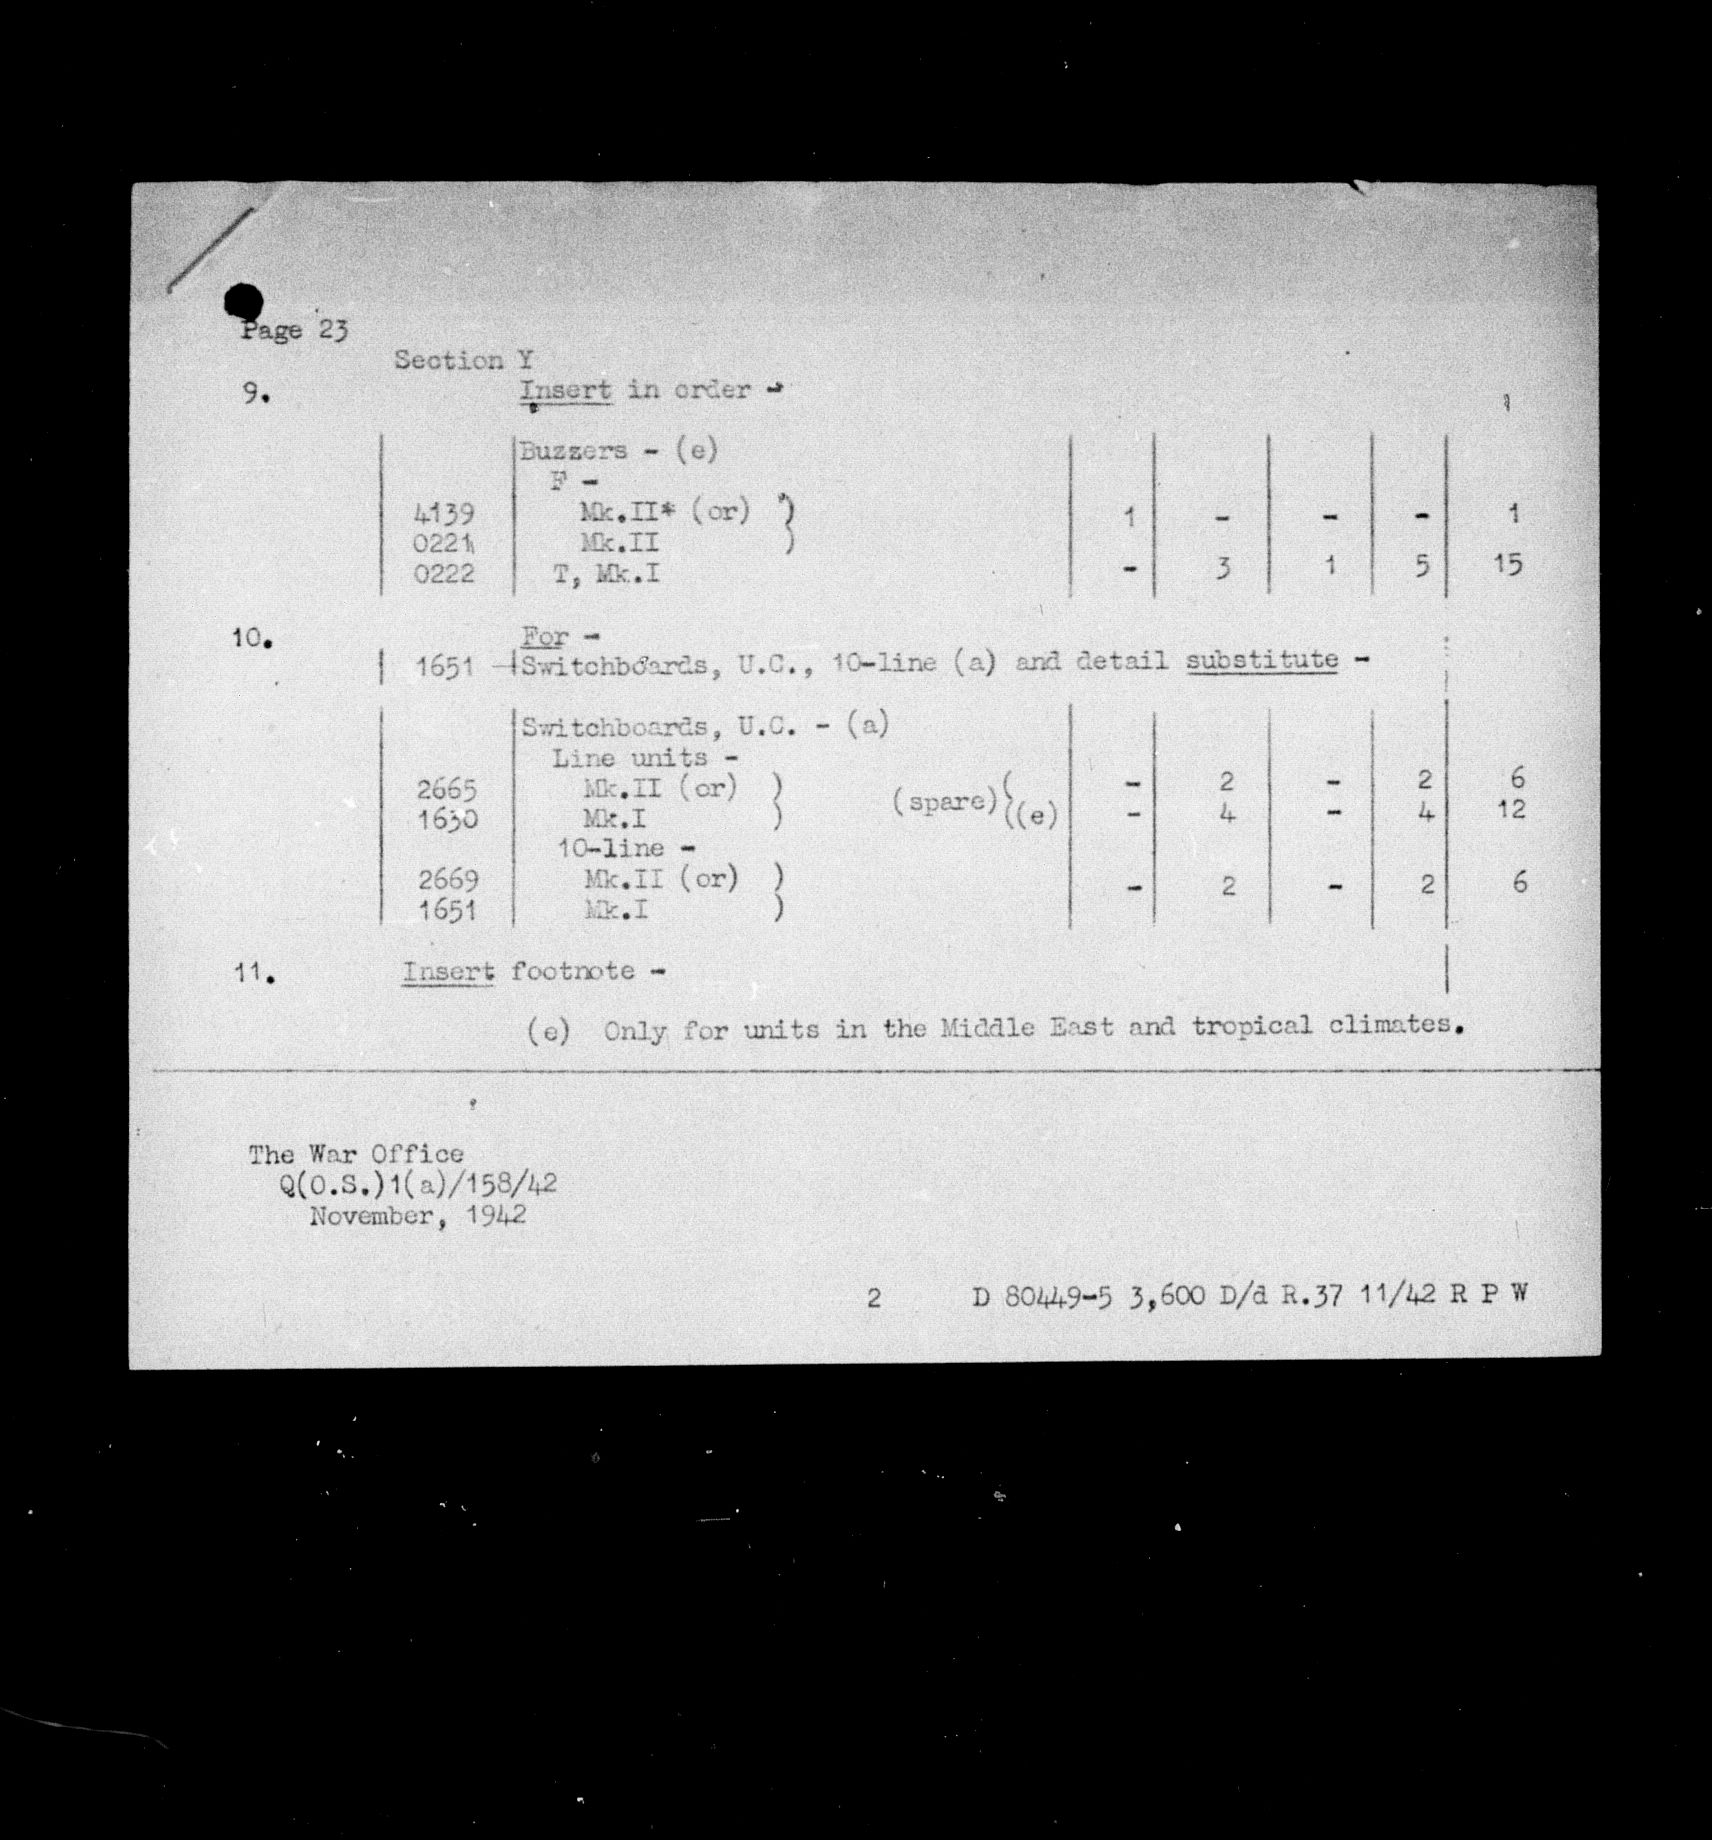 Page 23
Section Y
9. Insert in order -
Buzzers - (e)
F -
4139 Mk.II* (or) ) 1 - - - 1
0221 Mk.II )
0222 T, Mk.I - 3 1 5 15
10. For -
1651 Switchboards, U.C., 10-line (a) and detail substitute -
Switchboards, U.C. - (a)
Line units -
2665 Mk.II (or) ) (spare) ( - 2 - 2 6
1630 Mk.I ) ((e) - 4 - 4 12
10-line -
2669 Mk.II (or) ) - 2 - 2 6
1651 Mk.I )
11. Insert footnote -
(e) Only for units in the Middle East and tropical climates.
The War Office
Q(O.S.)1(a)/158/42
November, 1942
2 D 80449-5 3,600 D/d R.37 11/42 R P W